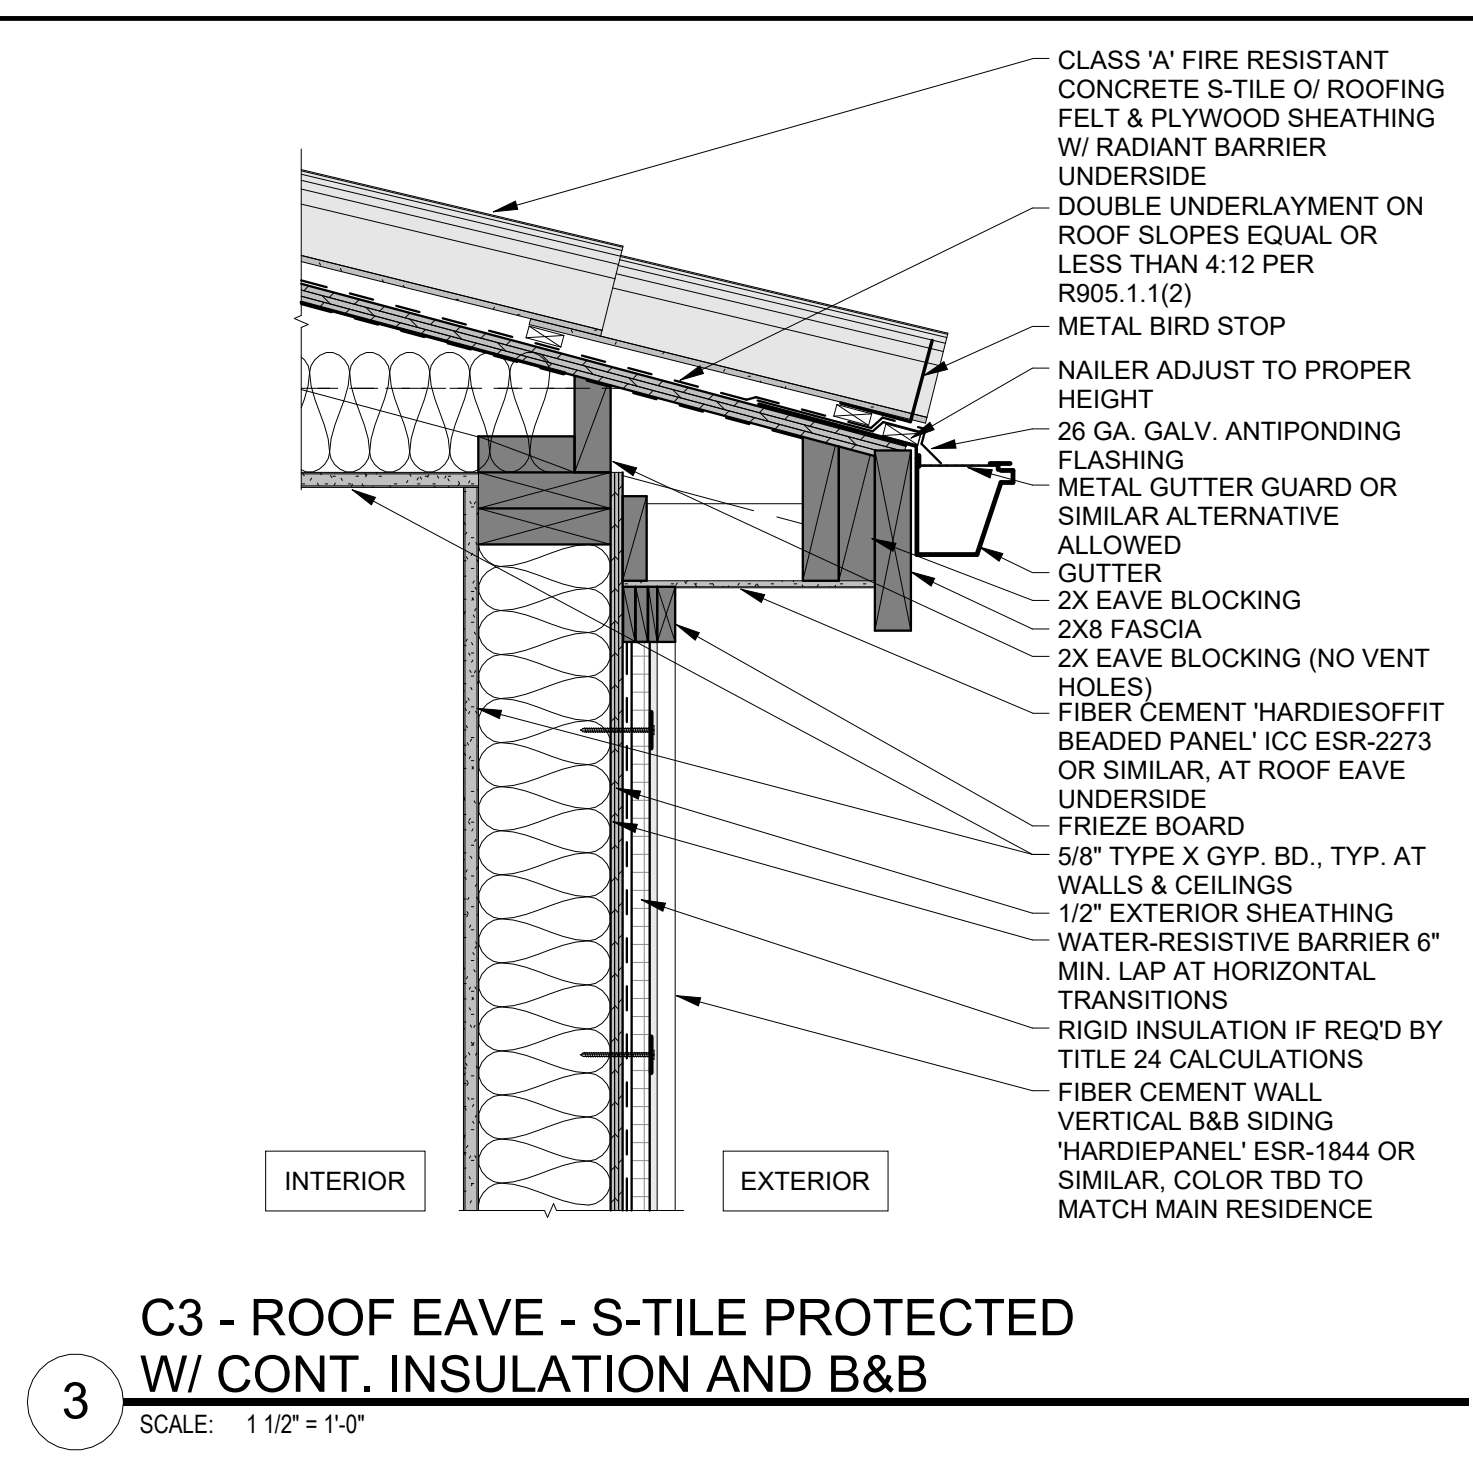 CLASS 'A' FIRE RESISTANT
CONCRETE S-TILE O/ ROOFING
FELT & PLYWOOD SHEATHING
W/ RADIANT BARRIER
UNDERSIDE
DOUBLE UNDERLAYMENT ON
ROOF SLOPES EQUAL OR
LESS THAN 4:12 PER
R905.1.1(2)
METAL BIRD STOP
NAILER ADJUST TO PROPER
HEIGHT
26 GA. GALV. ANTIPONDING
FLASHING
METAL GUTTER GUARD OR
SIMILAR ALTERNATIVE
ALLOWED
GUTTER
2X EAVE BLOCKING
2X8 FASCIA
2X EAVE BLOCKING (NO VENT
HOLES)
FIBER CEMENT 'HARDIESOFFIT
BEADED PANEL' ICC ESR-2273
OR SIMILAR, AT ROOF EAVE
UNDERSIDE
FRIEZE BOARD
5/8" TYPE X GYP. BD., TYP. AT
WALLS & CEILINGS
1/2" EXTERIOR SHEATHING
WATER-RESISTIVE BARRIER 6"
MIN. LAP AT HORIZONTAL
TRANSITIONS
RIGID INSULATION IF REQ'D BY
TITLE 24 CALCULATIONS
FIBER CEMENT WALL
VERTICAL B&B SIDING
'HARDIEPANEL' ESR-1844 OR
SIMILAR, COLOR TBD TO
MATCH MAIN RESIDENCE
INTERIOR
EXTERIOR
C3 - ROOF EAVE - S-TILE PROTECTED
W/ CONT. INSULATION AND B&B
3
SCALE: 1 1/2" = 1'-0"